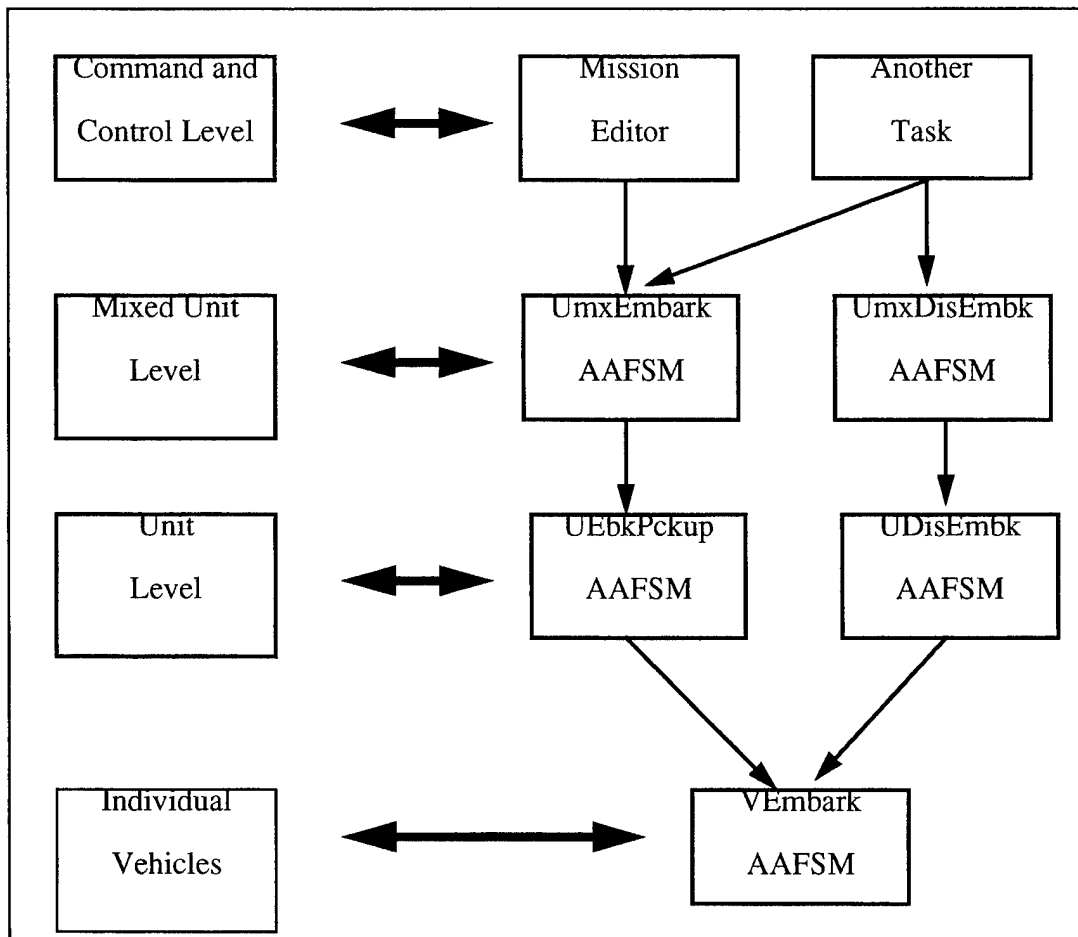 Command and
Control Level
Mission
Editor
Another
Task
Mixed Unit
Level
UmxEmbark
AAFSM
UmxDisEmbk
AAFSM
Unit
Level
UEbkPckup
AAFSM
UDisEmbk
AAFSM
Individual
Vehicles
VEmbark
AAFSM